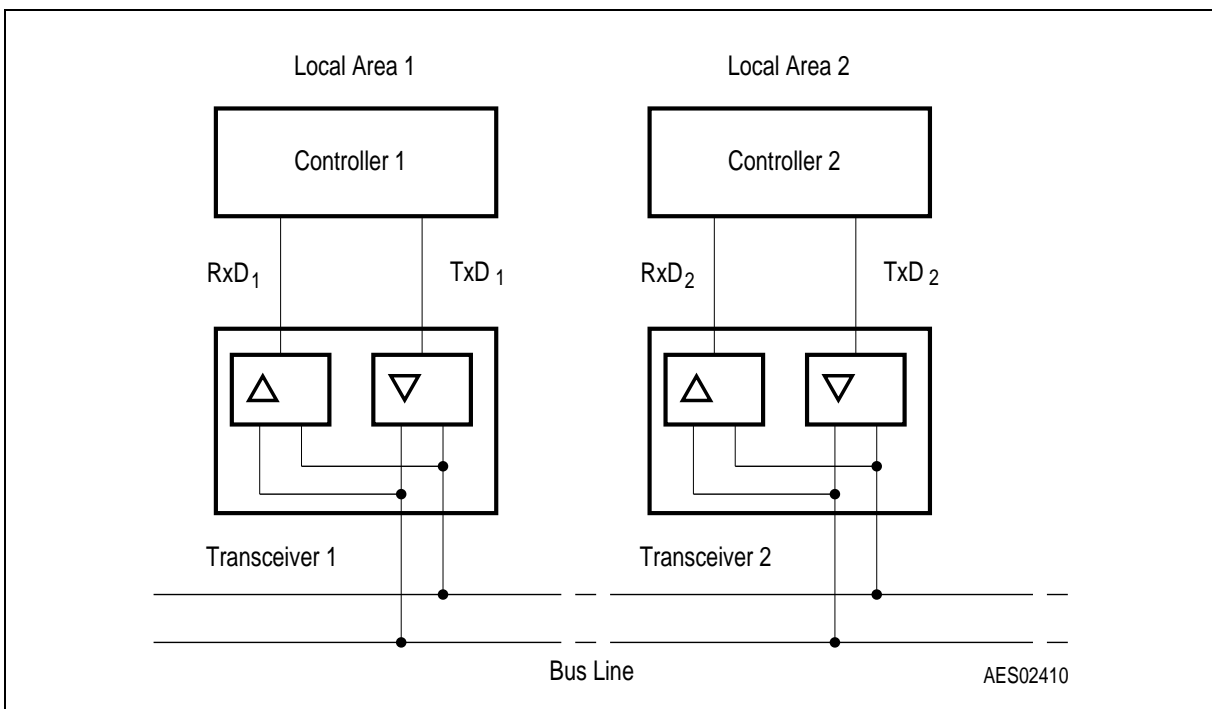 Local Area 1
Local Area 2
Controller 1
Controller 2
RxD1
TxD 1
RxD2
TxD 2
Transceiver 1
Transceiver 2
Bus Line
AES02410